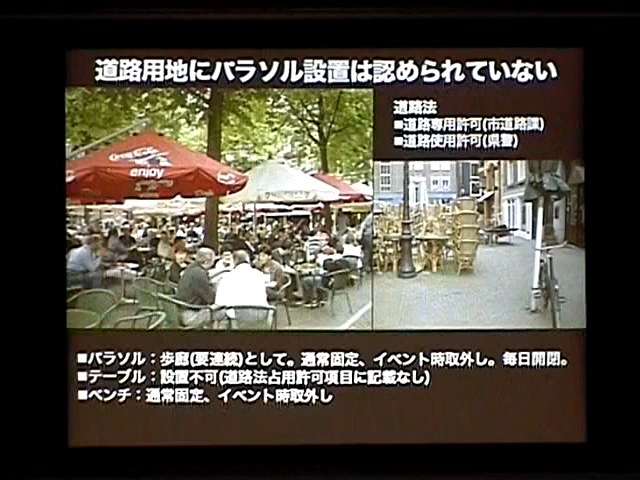 道路用地にパラソル設置は認められていない
道路法
■道路専用許可(市道路課)
■道路使用許可(県警)
Coca-Cola
enjoy
■パラソル：歩廊(要連続)として。通常固定、イベント時取外し。毎日開閉。
■テーブル：設置不可(道路法占用許可項目に記載なし)
■ベンチ：通常固定、イベント時取外し